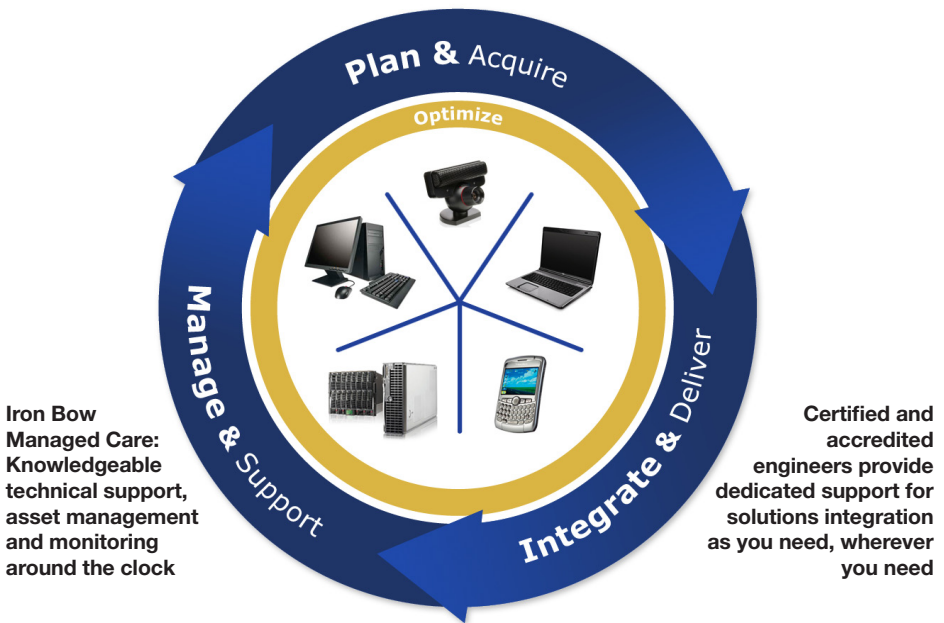 Plan & Acquire
Optimize
Manage & Support
Integrate & Deliver
Iron Bow
Managed Care:
Knowledgeable
technical support,
asset management
and monitoring
around the clock
Certified and
accredited
engineers provide
dedicated support for
solutions integration
as you need, wherever
you need